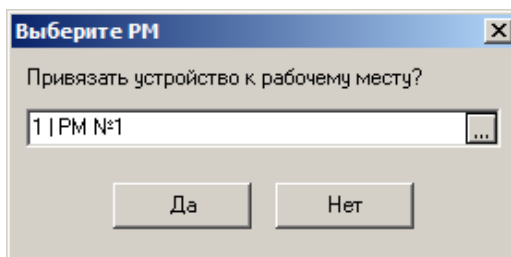 Выберите РМ
Привязать устройство к рабочему месту?
1 | РМ №1
...
Да
Нет